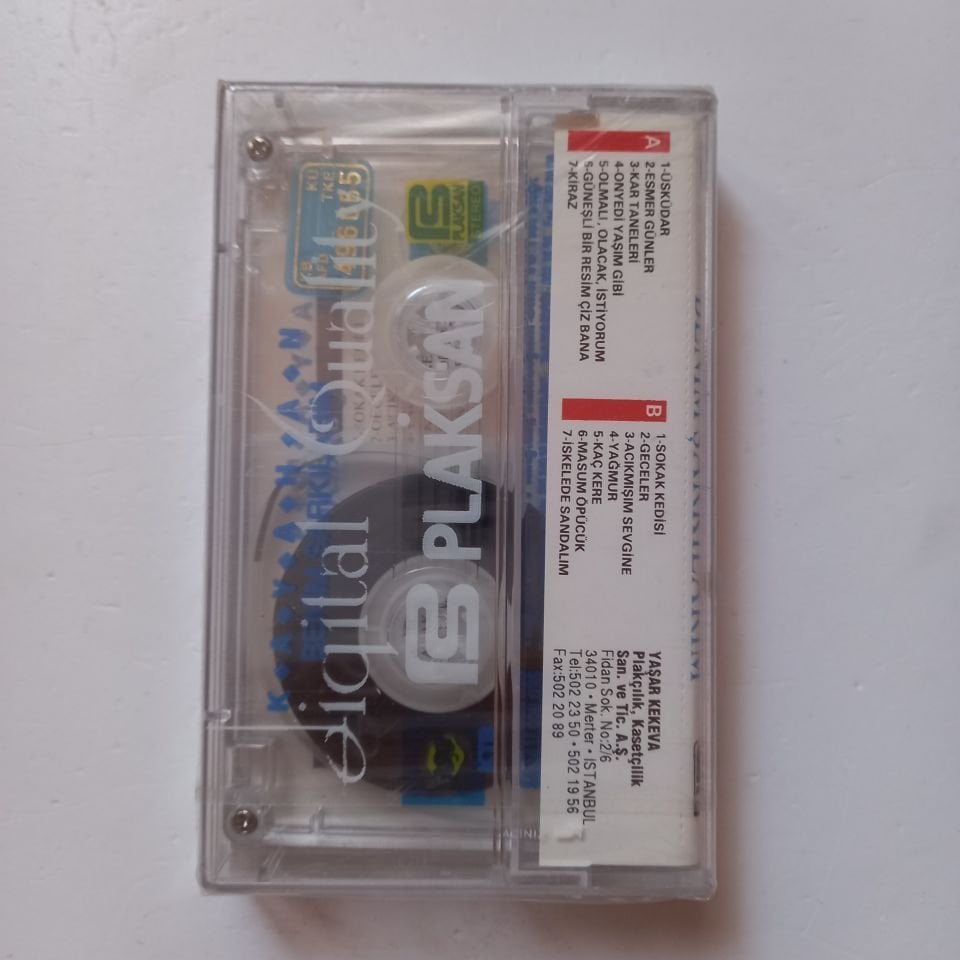 A
1-ÜSKÜDAR
2-ESMER GÜNLER
3-KAR TANELERİ
4-ONYEDİ YAŞIM GİBİ
5-OLMALI, OLACAK, İSTİYORUM
6-GÜNEŞLİ BİR RESİM ÇİZ BANA
7-KİRAZ
B
1-SOKAK KEDİSİ
2-GECELER
3-ACIKMIŞIM SEVGİNE
4-YAĞMUR
5-KAÇ KERE
6-MASUM ÖPÜCÜK
7-İSKELEDE SANDALIM
YAŞAR KEKEVA
Plakçılık, Kasetçilik
San. ve Tic. A.Ş.
Fidan Sok. No:2/6
34010 • Merter • İSTANBUL
Tel:502 23 50 • 502 19 56
Fax:502 20 89
PLAKSAN
Digital Quality
KAYAHAN